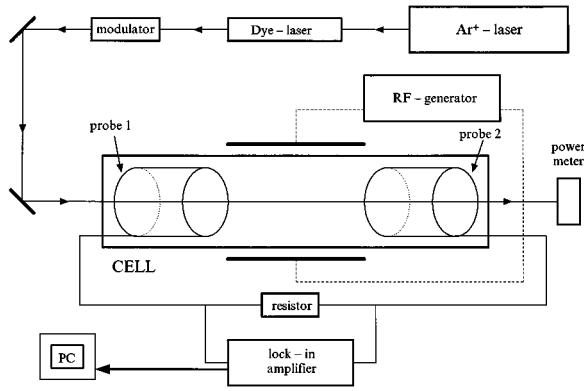 modulator
Dye – laser
Ar+ – laser
RF – generator
probe 1
probe 2
power
meter
CELL
resistor
lock – in
amplifier
PC